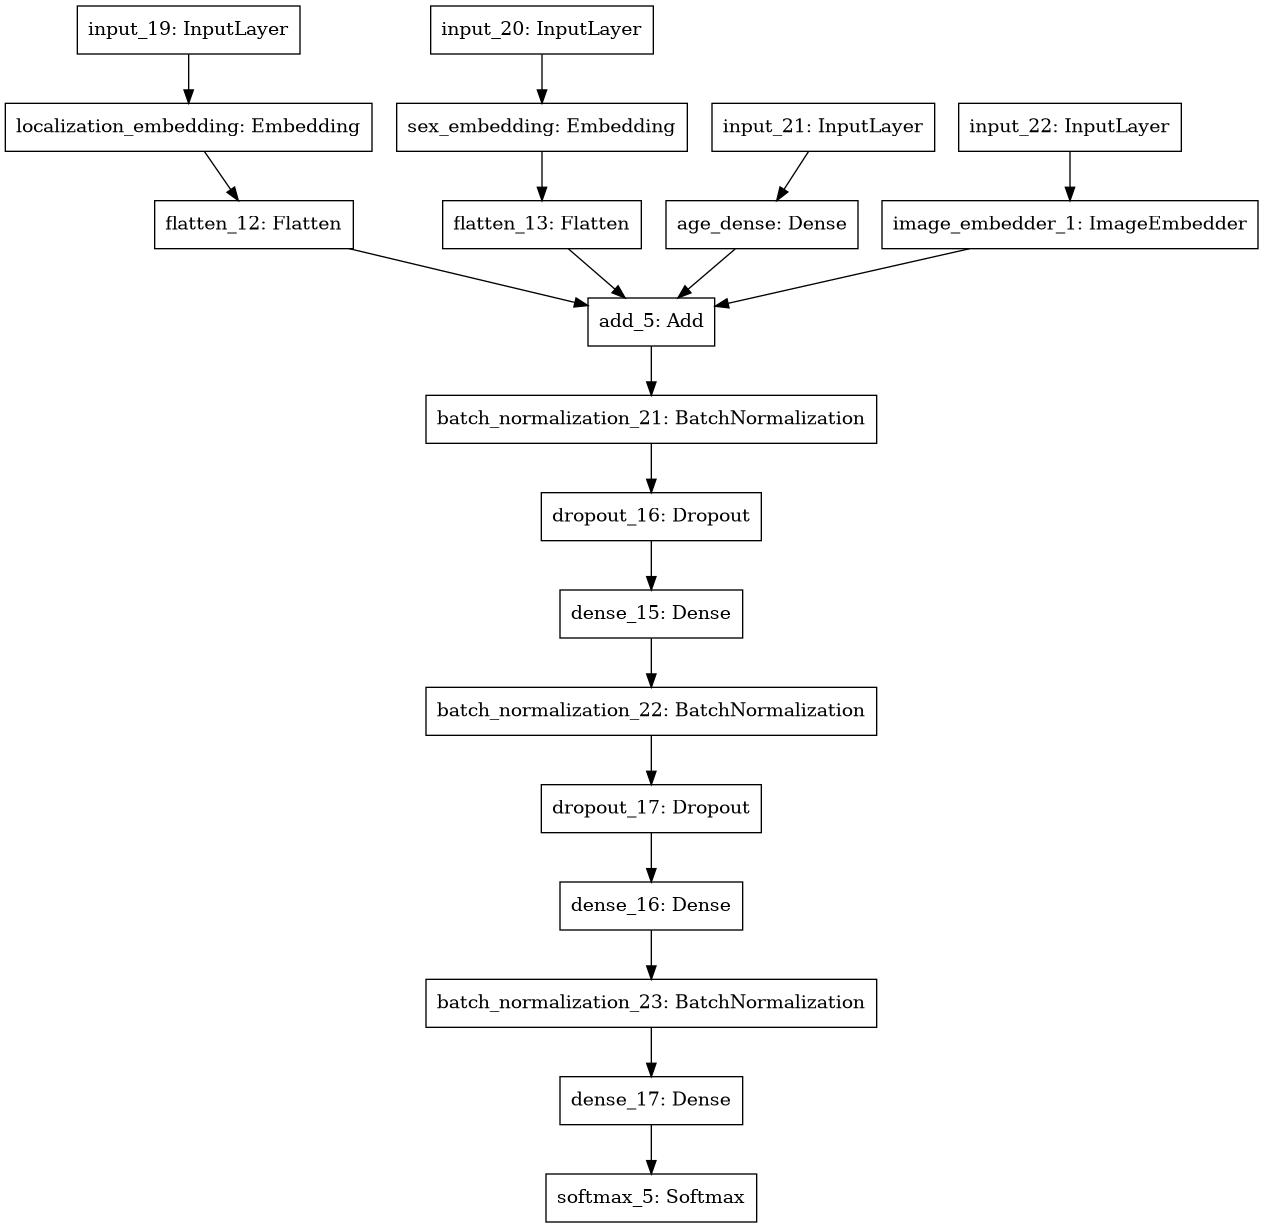 input_19: InputLayer
input_20: InputLayer
localization_embedding: Embedding
sex_embedding: Embedding
input_21: InputLayer
input_22: InputLayer
flatten_12: Flatten
flatten_13: Flatten
age_dense: Dense
image_embedder_1: ImageEmbedder
add_5: Add
batch_normalization_21: BatchNormalization
dropout_16: Dropout
dense_15: Dense
batch_normalization_22: BatchNormalization
dropout_17: Dropout
dense_16: Dense
batch_normalization_23: BatchNormalization
dense_17: Dense
softmax_5: Softmax